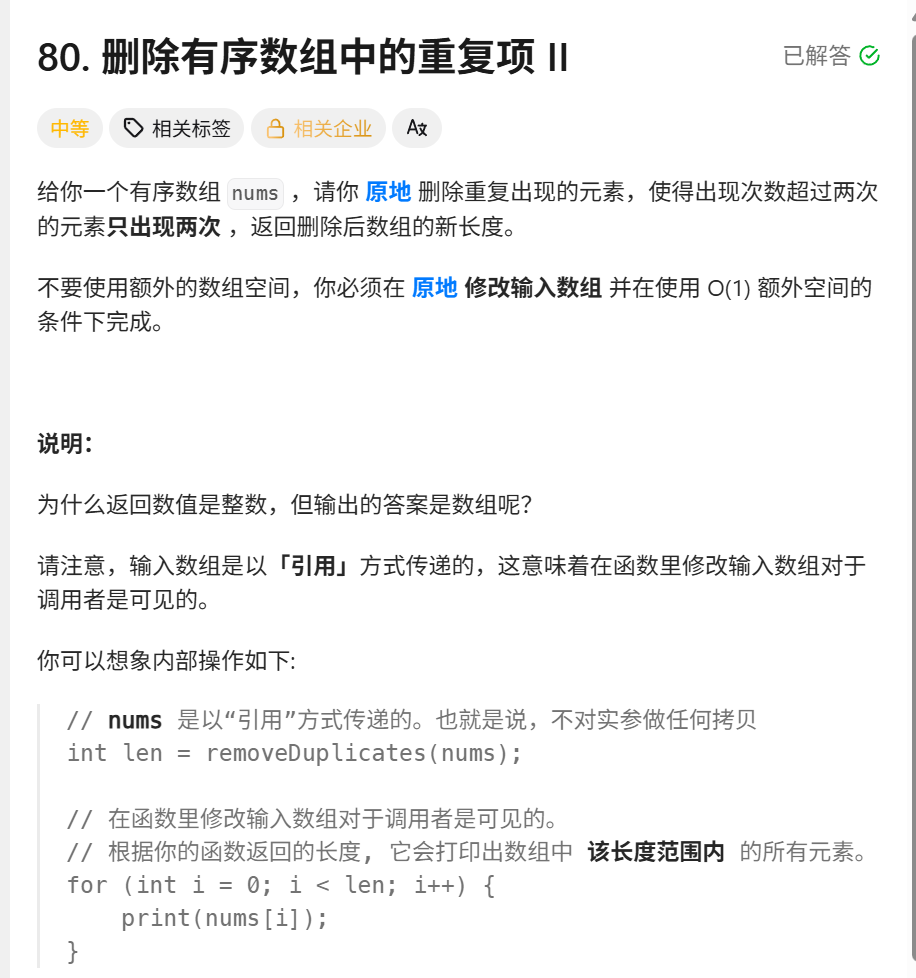 80. 删除有序数组中的重复项 II
已解答
中等 相关标签 相关企业 A文
给你一个有序数组 nums ，请你 原地 删除重复出现的元素，使得出现次数超过两次
的元素只出现两次 ，返回删除后数组的新长度。
不要使用额外的数组空间，你必须在 原地 修改输入数组 并在使用 O(1) 额外空间的
条件下完成。
说明：
为什么返回数值是整数，但输出的答案是数组呢？
请注意，输入数组是以「引用」方式传递的，这意味着在函数里修改输入数组对于
调用者是可见的。
你可以想象内部操作如下:
// nums 是以“引用”方式传递的。也就是说，不对实参做任何拷贝
int len = removeDuplicates(nums);
// 在函数里修改输入数组对于调用者是可见的。
// 根据你的函数返回的长度, 它会打印出数组中 该长度范围内 的所有元素。
for (int i = 0; i < len; i++) {
    print(nums[i]);
}